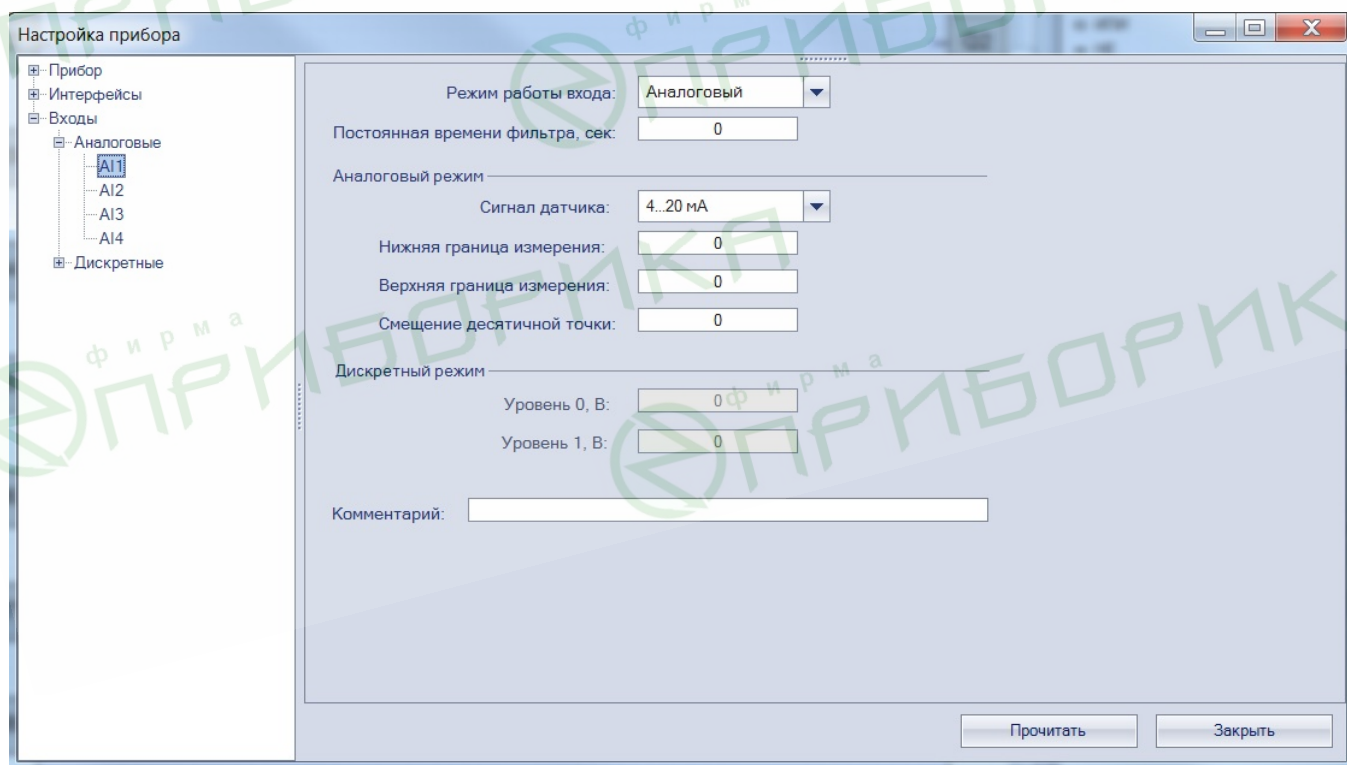 Настройка прибора
Прибор
Интерфейсы
Входы
Аналоговые
AI1
AI2
AI3
AI4
Дискретные
Режим работы входа: Аналоговый
Постоянная времени фильтра, сек: 0
Аналоговый режим
Сигнал датчика: 4...20 мА
Нижняя граница измерения: 0
Верхняя граница измерения: 0
Смещение десятичной точки: 0
Дискретный режим
Уровень 0, В: 0
Уровень 1, В: 0
Комментарий:
Прочитать Закрыть
фирма
ПРИБОРИКА
фирма
ПРИБОРИК